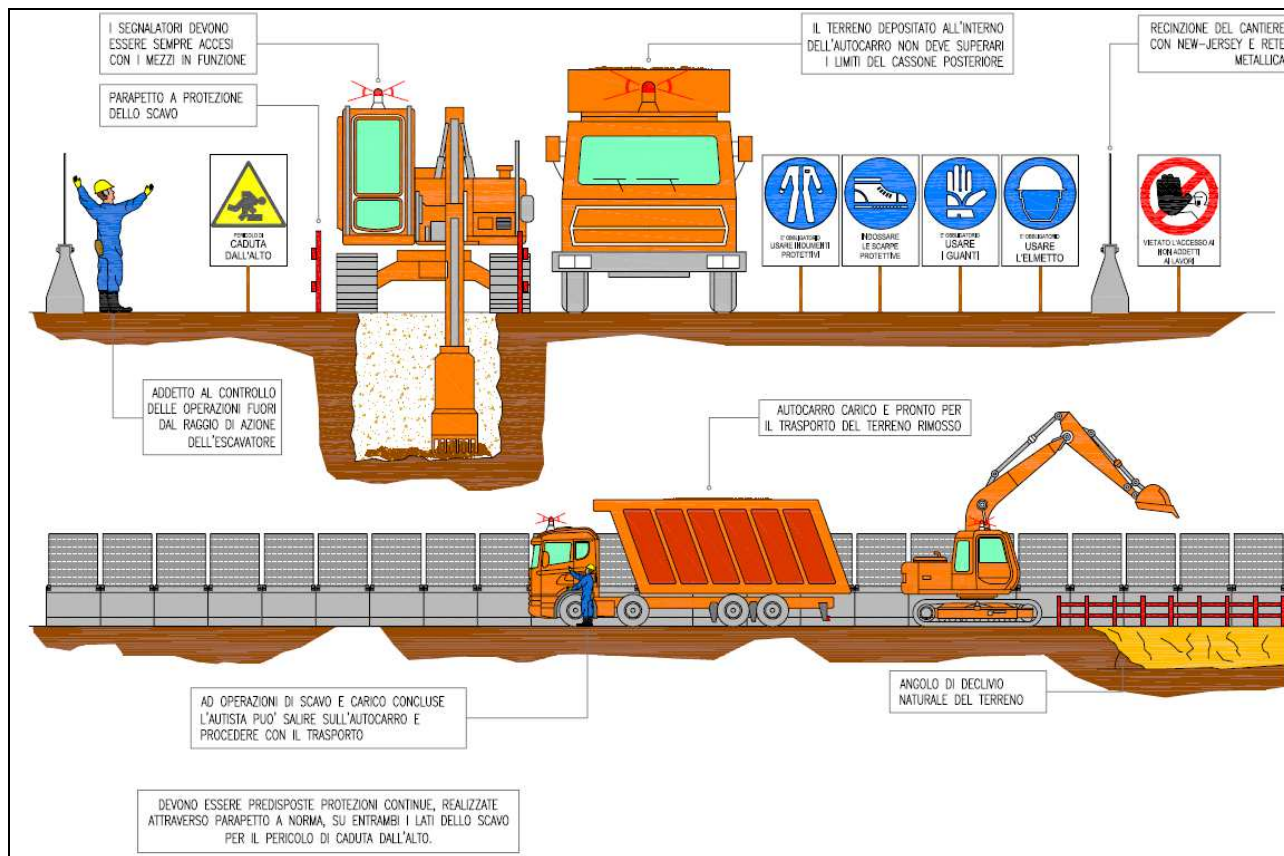 I SEGNALATORI DEVONO
ESSERE SEMPRE ACCESI
CON I MEZZI IN FUNZIONE
IL TERRENO DEPOSITATO ALL'INTERNO
DELL'AUTOCARRO NON DEVE SUPERARI
I LIMITI DEL CASSONE POSTERIORE
RECINZIONE DEL CANTIERE
CON NEW-JERSEY E RETE
METALLICA
PARAPETTO A PROTEZIONE
DELLO SCAVO
PERICOLO DI
CADUTA
DALL'ALTO
E' OBBLIGATORIO
USARE INDUMENTI
PROTETTIVI
INDOSSARE
LE SCARPE
PROTETTIVE
E' OBBLIGATORIO
USARE
I GUANTI
E' OBBLIGATORIO
USARE
L'ELMETTO
VIETATO L'ACCESSO AI
NON ADDETTI
AI LAVORI
ADDETTO AL CONTROLLO
DELLE OPERAZIONI FUORI
DAL RAGGIO DI AZIONE
DELL'ESCAVATORE
AUTOCARRO CARICO E PRONTO PER
IL TRASPORTO DEL TERRENO RIMOSSO
AD OPERAZIONI DI SCAVO E CARICO CONCLUSE
L'AUTISTA PUO' SALIRE SULL'AUTOCARRO E
PROCEDERE CON IL TRASPORTO
ANGOLO DI DECLIVIO
NATURALE DEL TERRENO
DEVONO ESSERE PREDISPOSTE PROTEZIONI CONTINUE, REALIZZATE
ATTRAVERSO PARAPETTO A NORMA, SU ENTRAMBI I LATI DELLO SCAVO
PER IL PERICOLO DI CADUTA DALL'ALTO.